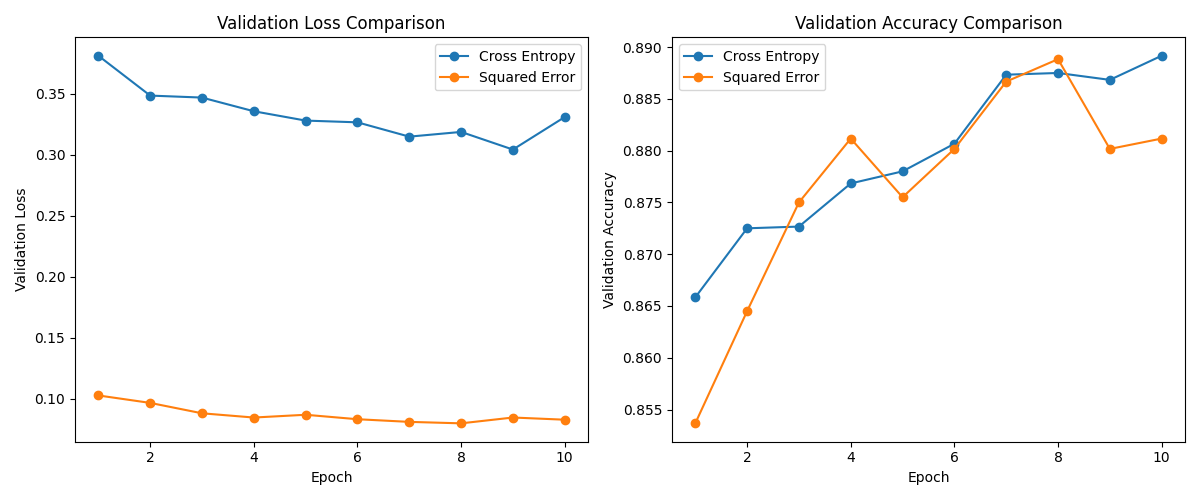 Validation Loss Comparison
Cross Entropy
Squared Error
Validation Loss
0.35
0.30
0.25
0.20
0.15
0.10
2 4 6 8 10
Epoch
Validation Accuracy Comparison
Cross Entropy
Squared Error
Validation Accuracy
0.890
0.885
0.880
0.875
0.870
0.865
0.860
0.855
2 4 6 8 10
Epoch